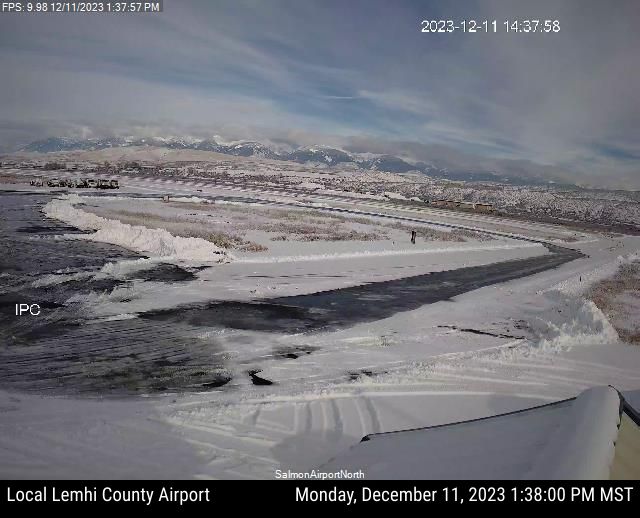 FPS: 9.98 12/11/2023 1:37:57 PM
2023-12-11 14:37:58
IPC
SalmonAirportNorth
Local Lemhi County Airport Monday, December 11, 2023 1:38:00 PM MST